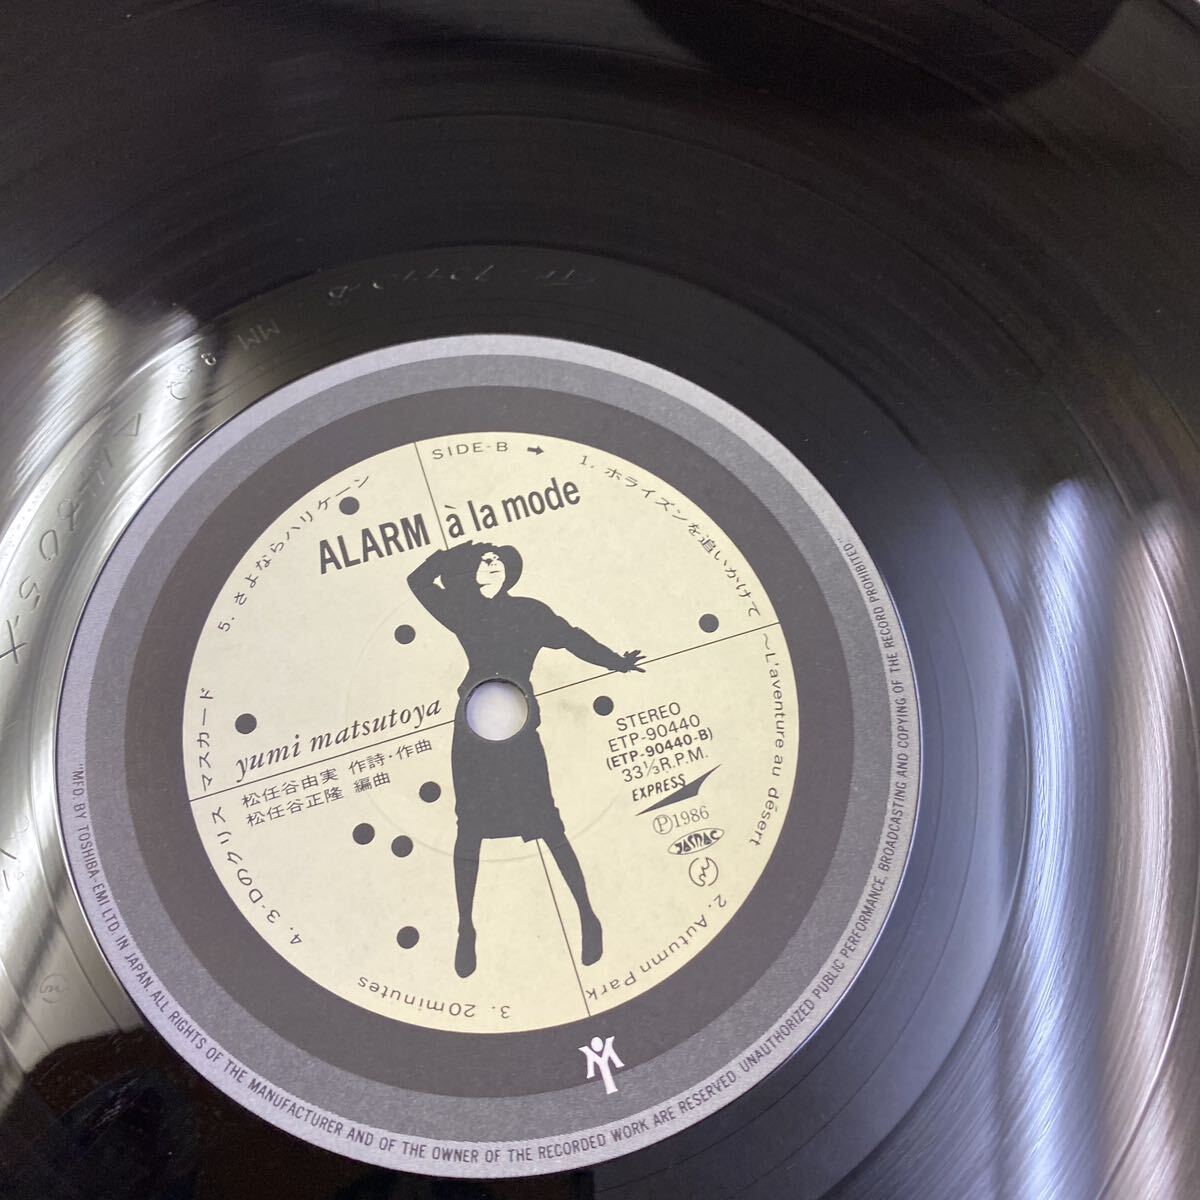 SIDE-B →
ALARM à la mode
1. ホライズンを追いかけて
～L'aventure au désert
2. Autumn Park
3. 20minutes
4. 3-Dのクリスマスカード
5. さよならハリケーン
yumi matsutoya
松任谷由実 作詩・作曲
松任谷正隆 編曲
STEREO
ETP-90440
(ETP-90440-B)
33⅓R.P.M.
EXPRESS
Ⓟ1986
JASRAC
"MFD. BY TOSHIBA-EMI LTD. IN JAPAN. ALL RIGHTS OF THE MANUFACTURER AND OF THE OWNER OF THE RECORDED WORK ARE RESERVED. UNAUTHORIZED PUBLIC PERFORMANCE, BROADCASTING AND COPYING OF THE RECORD PROHIBITED."